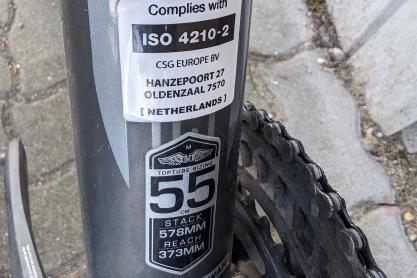 Complies with
ISO 4210-2
CSG EUROPE BV
HANZEPOORT 27
OLDENZAAL 7570
[ NETHERLANDS ]
M
TOPTUBE SIZING
55
CM
STACK
578MM
REACH
373MM